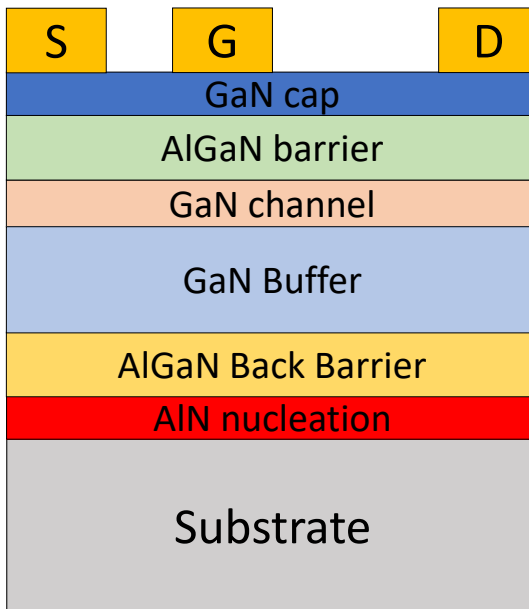 S G D
GaN cap
AlGaN barrier
GaN channel
GaN Buffer
AlGaN Back Barrier
AlN nucleation
Substrate